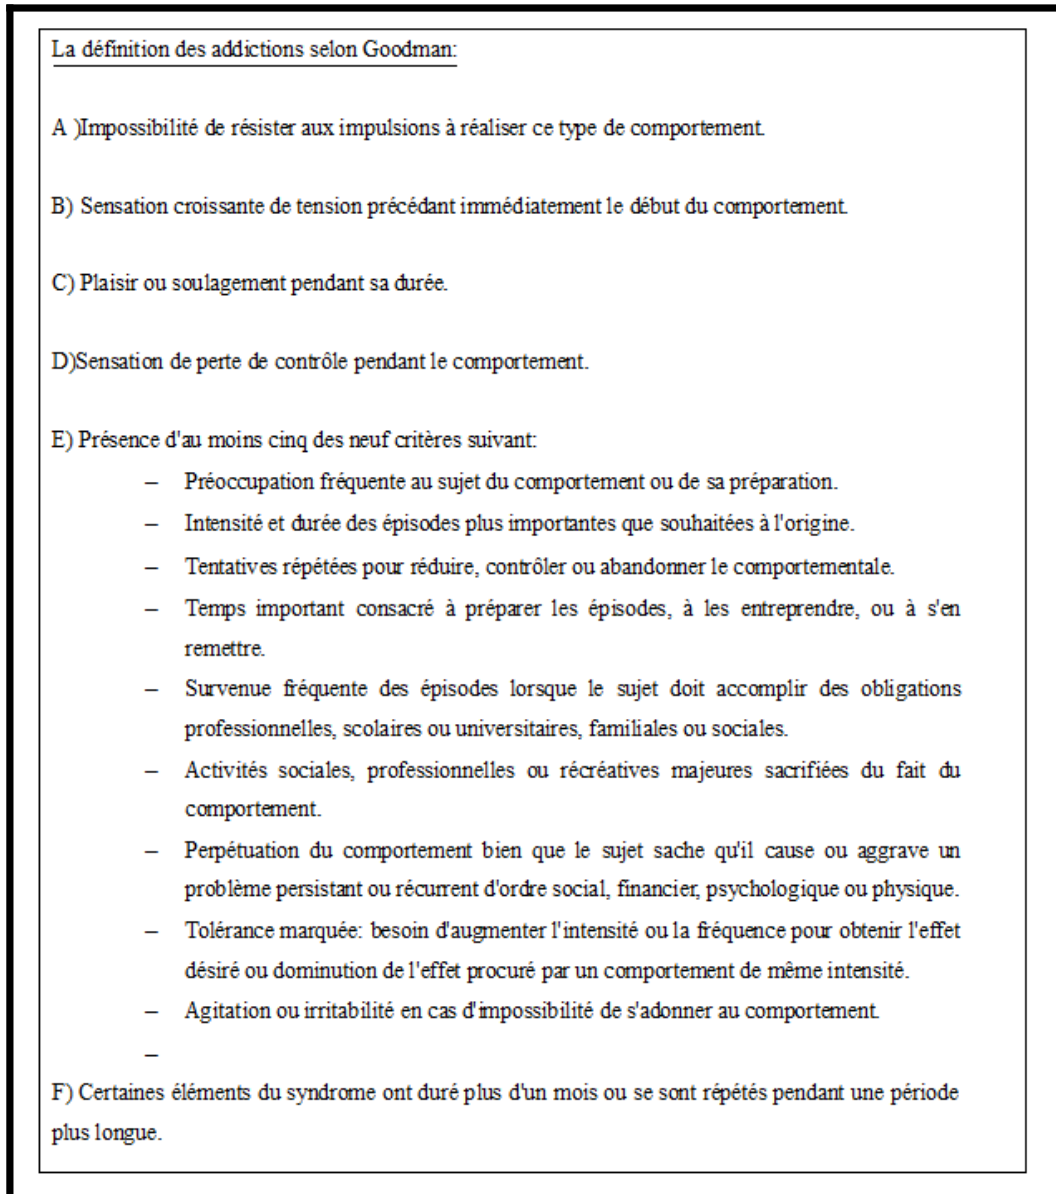 La définition des addictions selon Goodman:
A )Impossibilité de résister aux impulsions à réaliser ce type de comportement.
B) Sensation croissante de tension précédant immédiatement le début du comportement.
C) Plaisir ou soulagement pendant sa durée.
D)Sensation de perte de contrôle pendant le comportement.
E) Présence d'au moins cinq des neuf critères suivant:
– Préoccupation fréquente au sujet du comportement ou de sa préparation.
– Intensité et durée des épisodes plus importantes que souhaitées à l'origine.
– Tentatives répétées pour réduire, contrôler ou abandonner le comportementale.
– Temps important consacré à préparer les épisodes, à les entreprendre, ou à s'en
remettre.
– Survenue fréquente des épisodes lorsque le sujet doit accomplir des obligations
professionnelles, scolaires ou universitaires, familiales ou sociales.
– Activités sociales, professionnelles ou récréatives majeures sacrifiées du fait du
comportement.
– Perpétuation du comportement bien que le sujet sache qu'il cause ou aggrave un
problème persistant ou récurrent d'ordre social, financier, psychologique ou physique.
– Tolérance marquée: besoin d'augmenter l'intensité ou la fréquence pour obtenir l'effet
désiré ou dominution de l'effet procuré par un comportement de même intensité.
– Agitation ou irritabilité en cas d'impossibilité de s'adonner au comportement.
–
F) Certaines éléments du syndrome ont duré plus d'un mois ou se sont répétés pendant une période
plus longue.